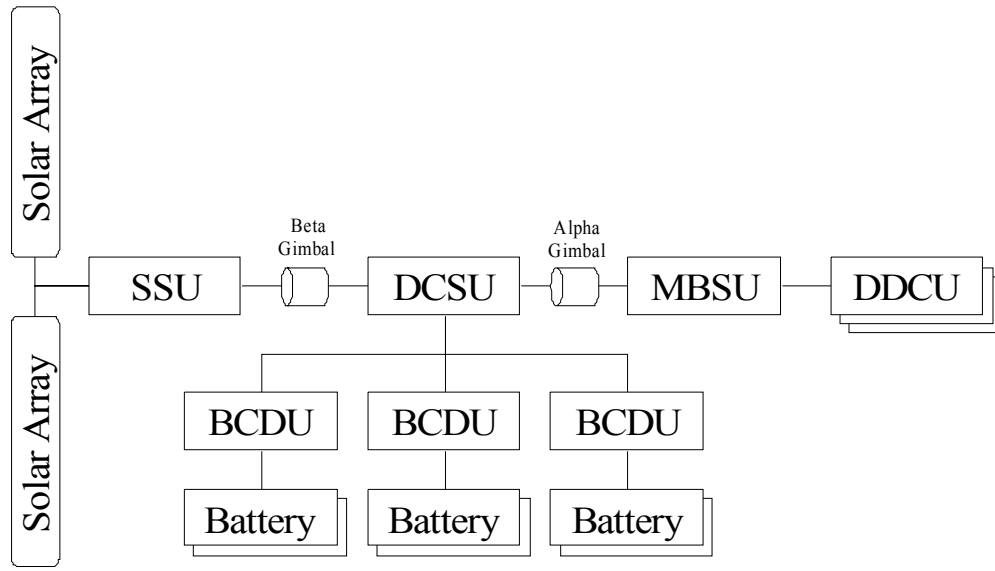 Solar Array
Solar Array
Beta
Gimbal
Alpha
Gimbal
SSU
DCSU
MBSU
DDCU
BCDU
BCDU
BCDU
Battery
Battery
Battery